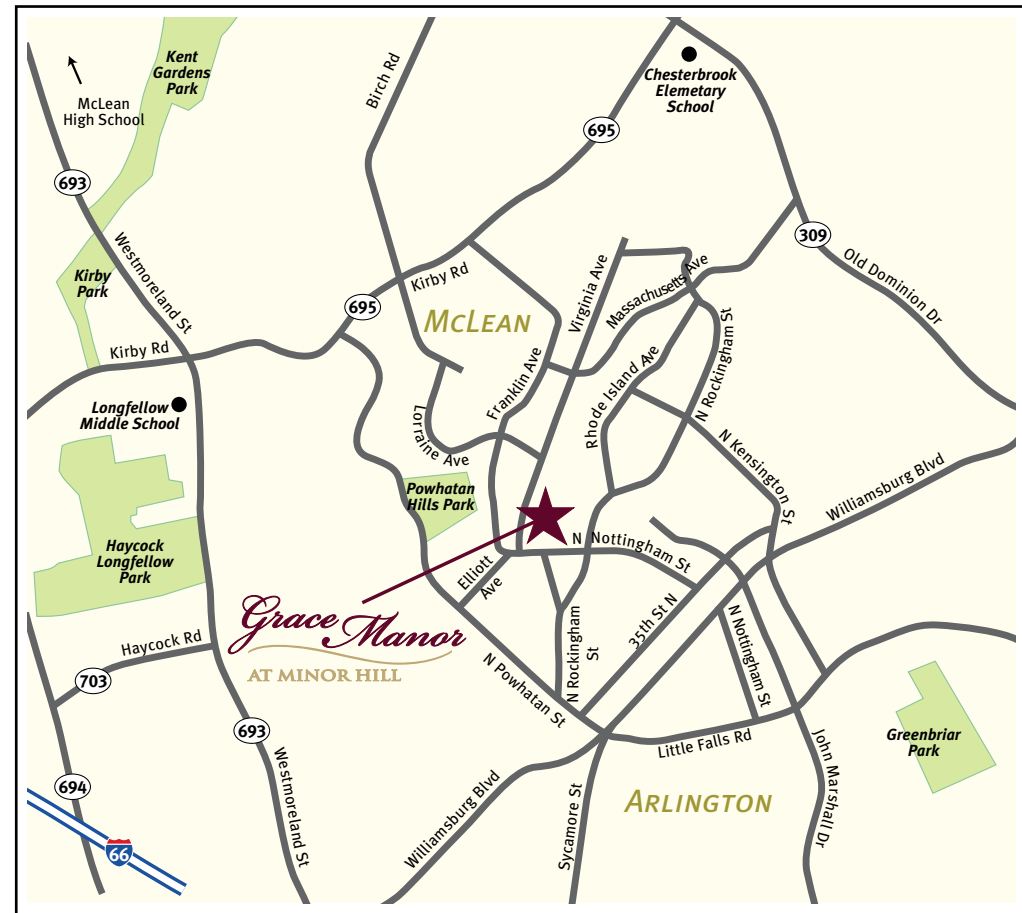 Kent
Gardens
Park
Birch Rd
Chesterbrook
Elemetary
School
McLean
High School
695
693
Westmoreland St
309
Old Dominion Dr
Kirby
Park
Kirby Rd
Virginia Ave
Massachusetts Ave
695
McLean
Kirby Rd
N Rockingham St
Franklin Ave
Rhode Island Ave
Longfellow
Middle School
Lorraine Ave
N Kensington St
Williamsburg Blvd
Powhatan
Hills Park
Haycock
Longfellow
Park
N Nottingham St
Elliott
Ave
Grace Manor
AT MINOR HILL
35th St N
N Rockingham
St
N Nottingham St
Haycock Rd
703
N Powhatan St
693
Westmoreland St
Little Falls Rd
John Marshall Dr
Greenbriar
Park
694
66
Williamsburg Blvd
Sycamore St
Arlington